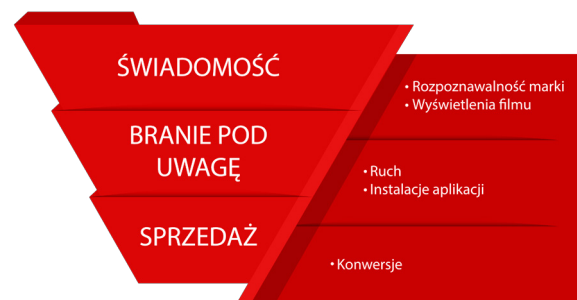 ŚWIADOMOŚĆ
• Rozpoznawalność marki
• Wyświetlenia filmu
BRANIE POD
UWAGĘ
• Ruch
• Instalacje aplikacji
SPRZEDAŻ
• Konwersje